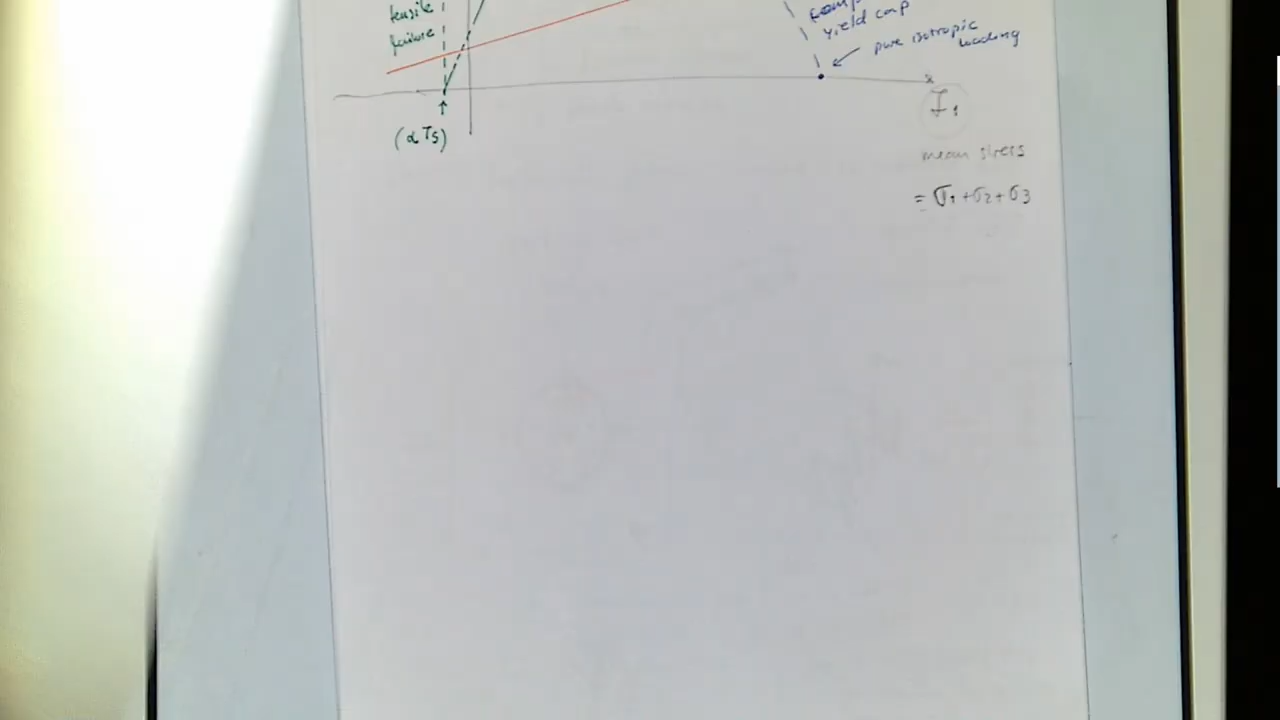 tensile
failure
yield cap
pure isotropic
loading
(α Ts)
I₁
mean stress
= σ1 + σ2 + σ3